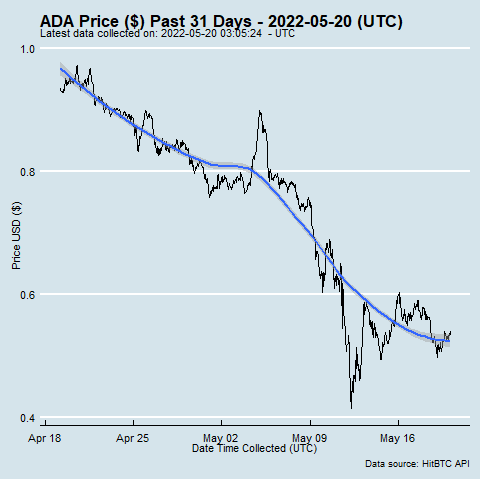 ADA Price ($) Past 31 Days - 2022-05-20 (UTC)
Latest data collected on: 2022-05-20 03:05:24 - UTC
1.0
0.8
0.6
0.4
Price USD ($)
Apr 18 Apr 25 May 02 May 09 May 16
Date Time Collected (UTC)
Data source: HitBTC API